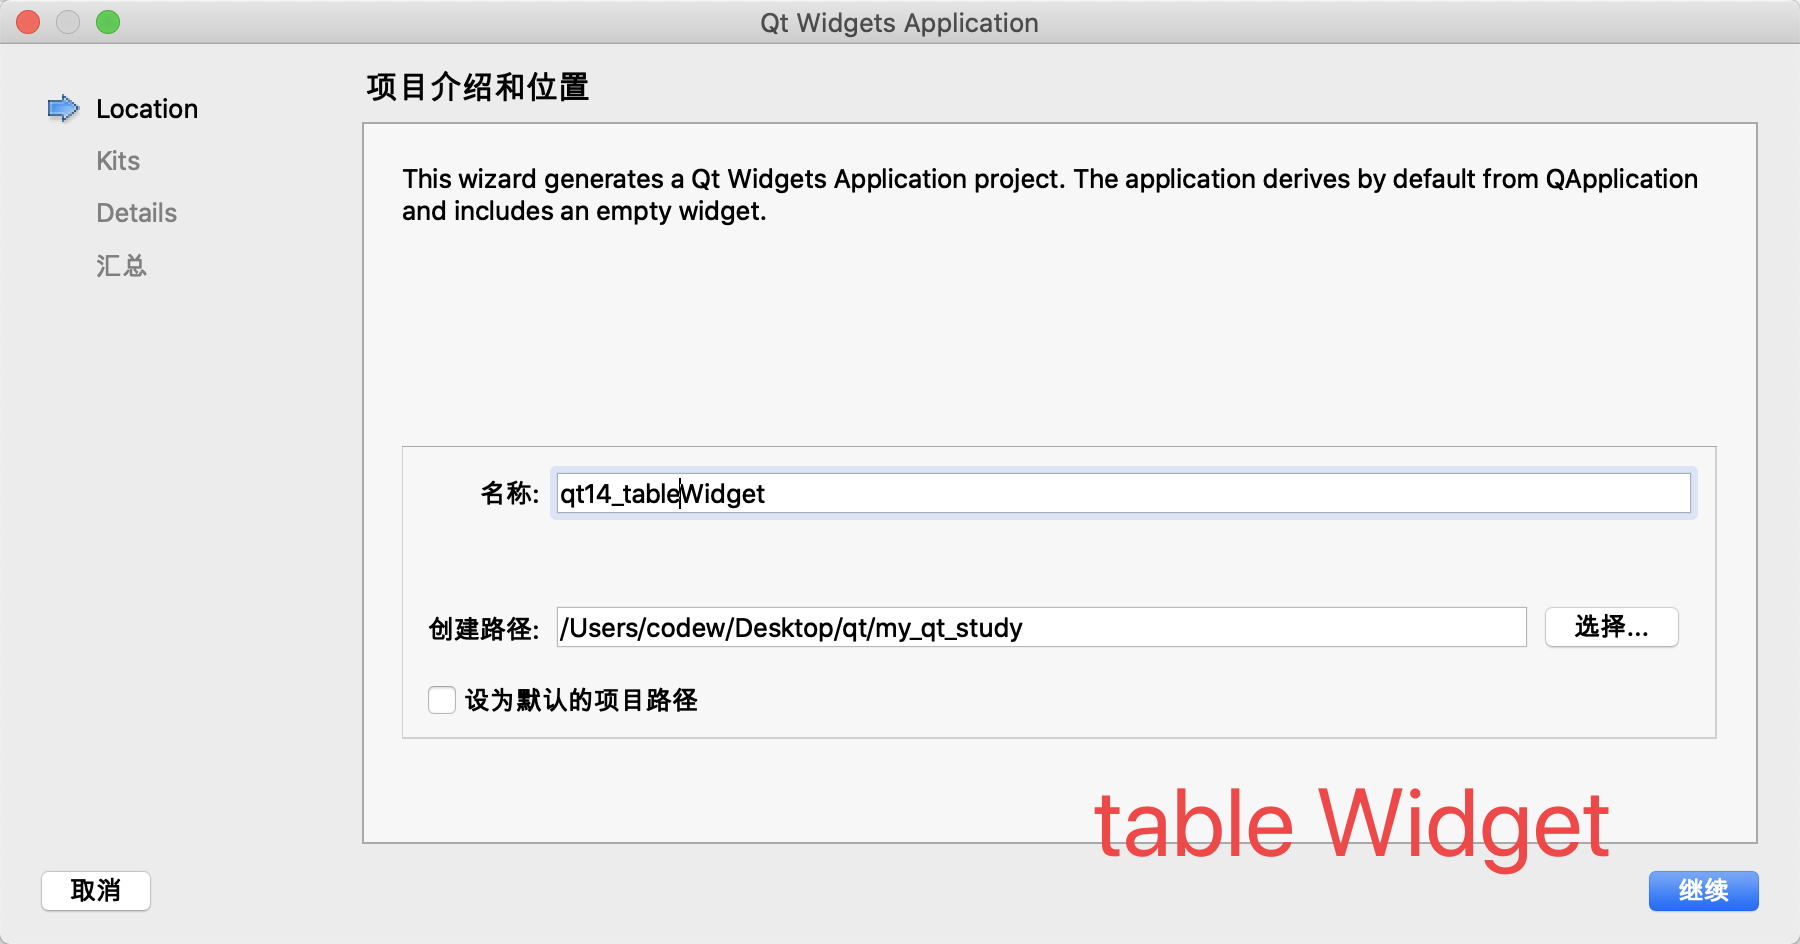 Qt Widgets Application
Location
Kits
Details
汇总
项目介绍和位置
This wizard generates a Qt Widgets Application project. The application derives by default from QApplication
and includes an empty widget.
名称: qt14_tableWidget
创建路径: /Users/codew/Desktop/qt/my_qt_study 选择...
设为默认的项目路径
table Widget
取消 继续